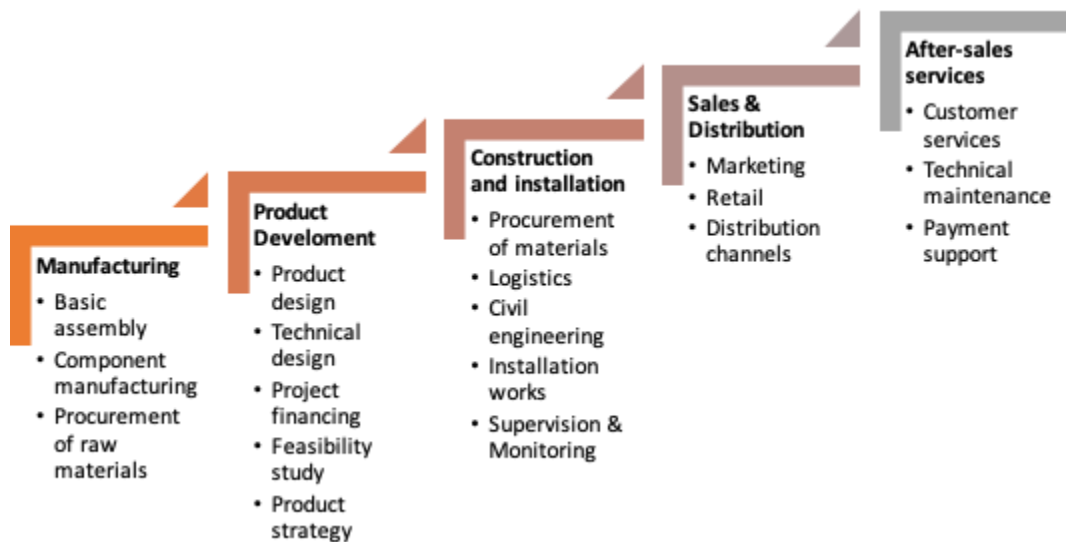 Manufacturing
• Basic
assembly
• Component
manufacturing
• Procurement
of raw
materials
Product
Develoment
• Product
design
• Technical
design
• Project
financing
• Feasibility
study
• Product
strategy
Construction
and installation
• Procurement
of materials
• Logistics
• Civil
engineering
• Installation
works
• Supervision &
Monitoring
Sales &
Distribution
• Marketing
• Retail
• Distribution
channels
After-sales
services
• Customer
services
• Technical
maintenance
• Payment
support